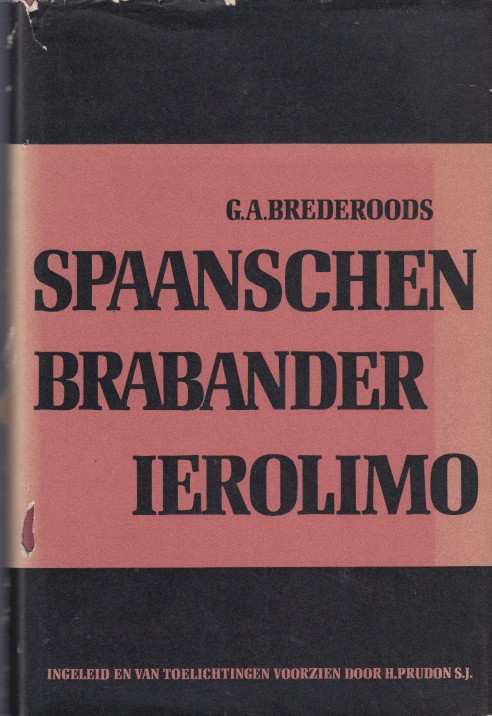 G.A.BREDEROODS
SPAANSCHEN
BRABANDER
IEROLIMO
INGELEID EN VAN TOELICHTINGEN VOORZIEN DOOR H.PRUDON S.J.